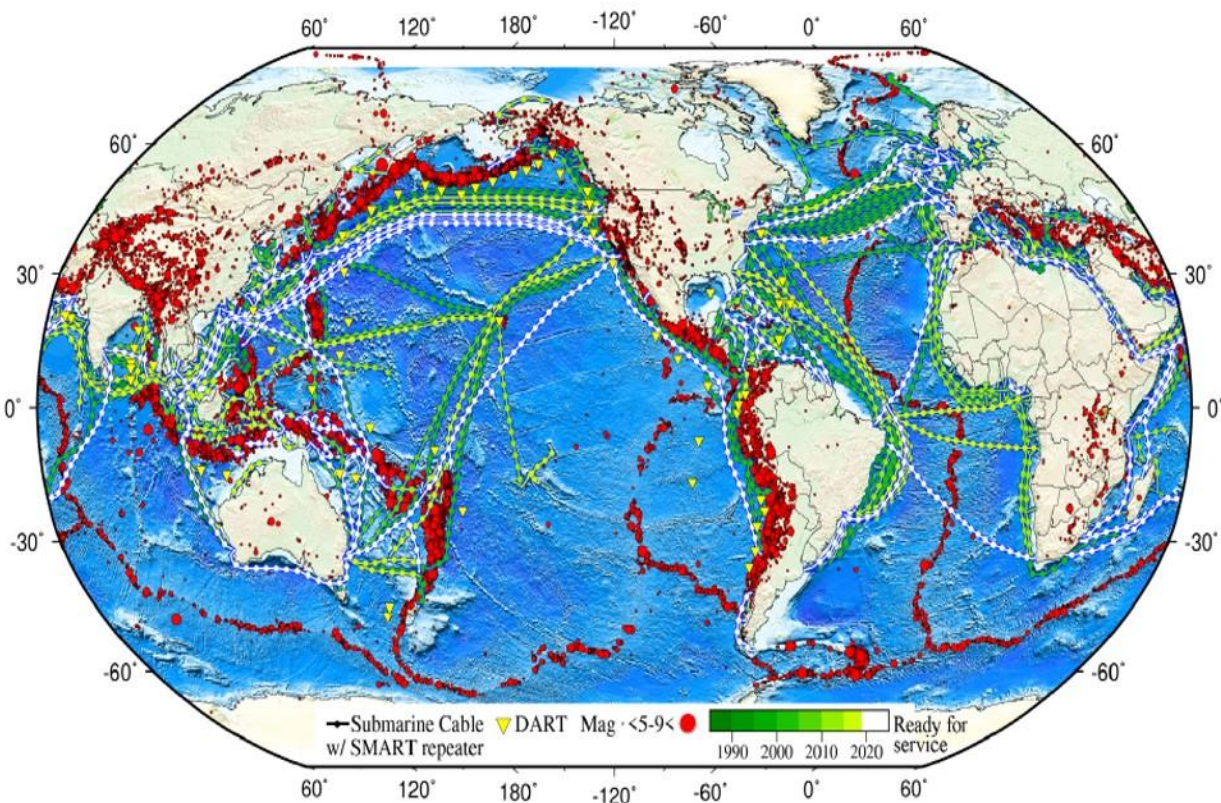 60˚ 120˚ 180˚ -120˚ -60˚ 0˚ 60˚
60˚ 60˚
30˚ 30˚
0˚ 0˚
-30˚ -30˚
-60˚ -60˚
Submarine Cable DART Mag <5-9< Ready for
w/ SMART repeater 1990 2000 2010 2020 service
60˚ 120˚ 180˚ -120˚ -60˚ 0˚ 60˚